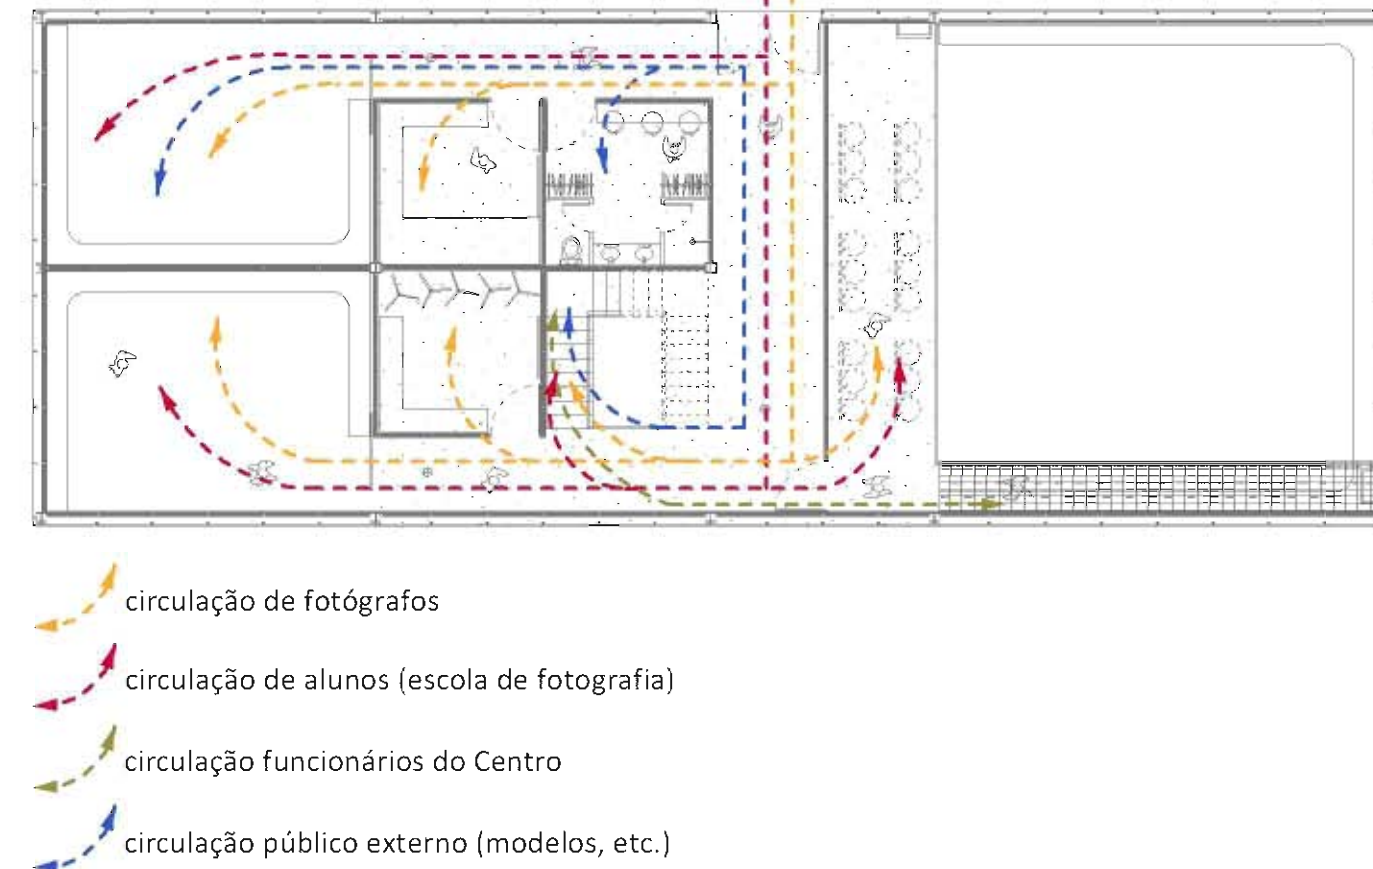 circulação de fotógrafos
circulação de alunos (escola de fotografia)
circulação funcionários do Centro
circulação público externo (modelos, etc.)